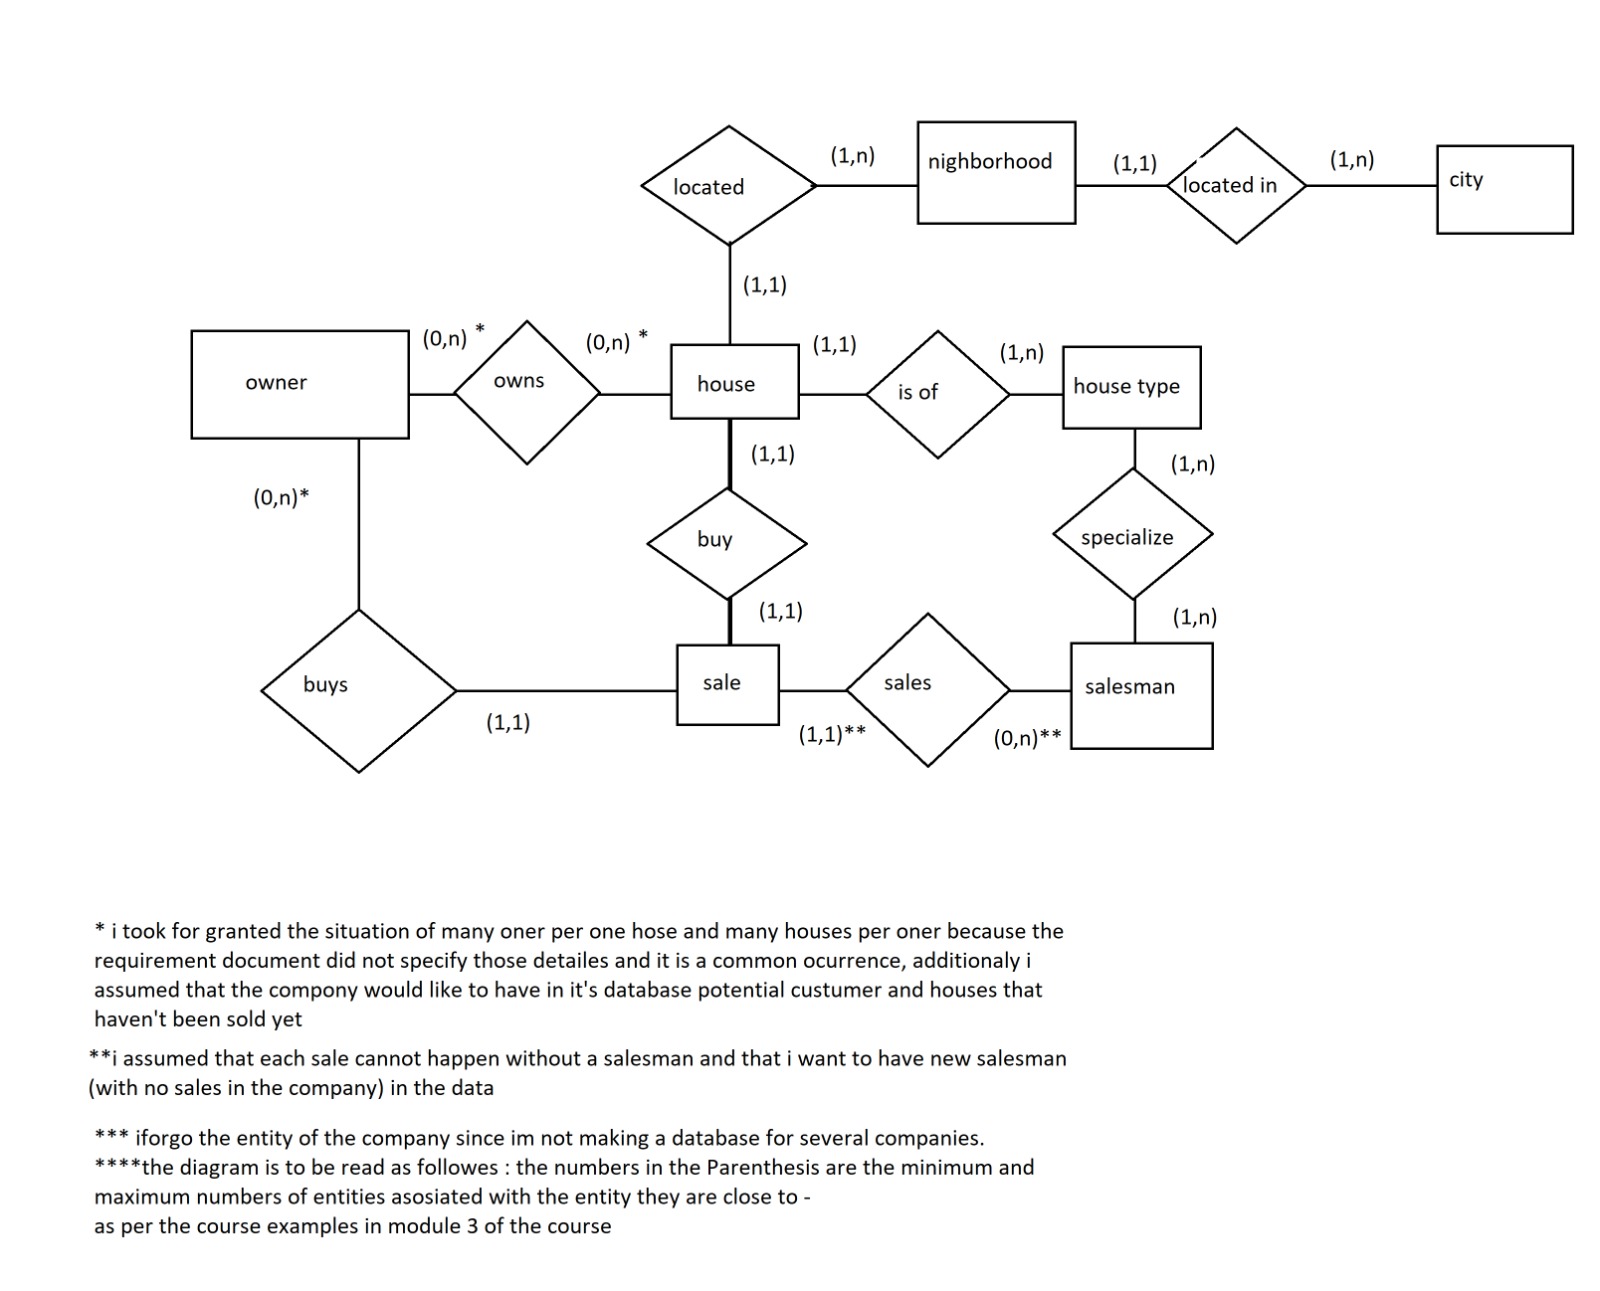 (1,n)
nighborhood
(1,1)
(1,n)
located
located in
city
(1,1)
(0,n) *
(0,n) *
(1,1)
(1,n)
owner
owns
house
is of
house type
(1,1)
(1,n)
(0,n)*
buy
specialize
(1,1)
(1,n)
buys
sale
sales
salesman
(1,1)
(1,1)**
(0,n)**
* i took for granted the situation of many oner per one hose and many houses per oner because the
requirement document did not specify those detailes and it is a common ocurrence, additionaly i
assumed that the compony would like to have in it's database potential custumer and houses that
haven't been sold yet
**i assumed that each sale cannot happen without a salesman and that i want to have new salesman
(with no sales in the company) in the data
*** iforgo the entity of the company since im not making a database for several companies.
****the diagram is to be read as followes : the numbers in the Parenthesis are the minimum and
maximum numbers of entities asosiated with the entity they are close to -
as per the course examples in module 3 of the course